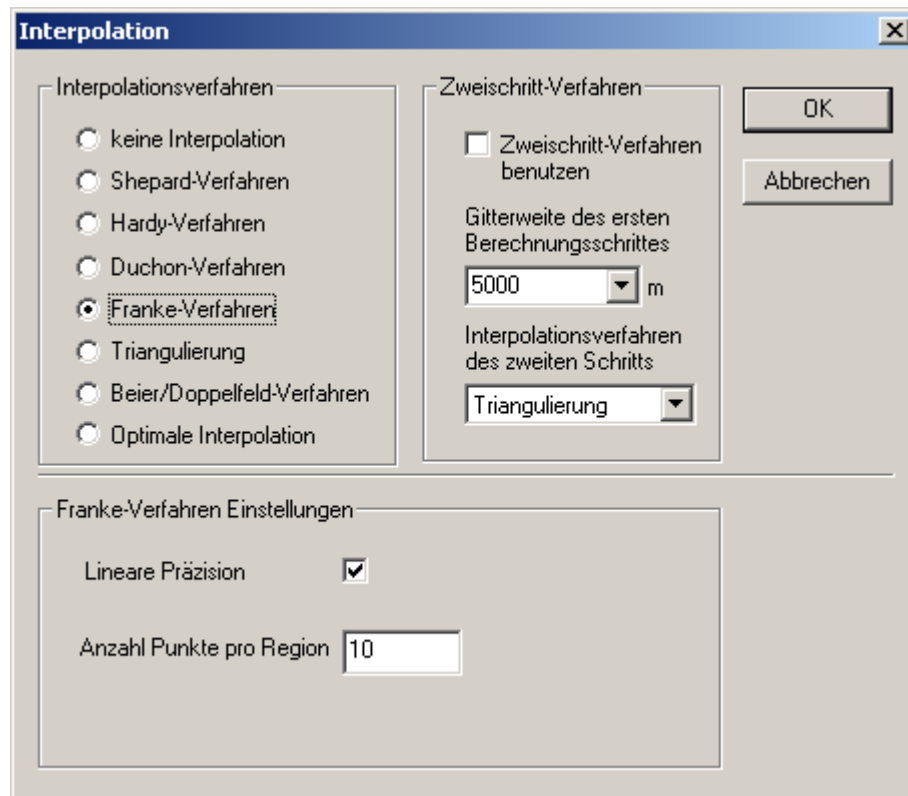 Interpolation
Interpolationsverfahren
keine Interpolation
Shepard-Verfahren
Hardy-Verfahren
Duchon-Verfahren
Franke-Verfahren
Triangulierung
Beier/Doppelfeld-Verfahren
Optimale Interpolation
Zweischritt-Verfahren
Zweischritt-Verfahren
benutzen
Gitterweite des ersten
Berechnungsschrittes
5000 m
Interpolationsverfahren
des zweiten Schritts
Triangulierung
OK
Abbrechen
Franke-Verfahren Einstellungen
Lineare Präzision
Anzahl Punkte pro Region 10